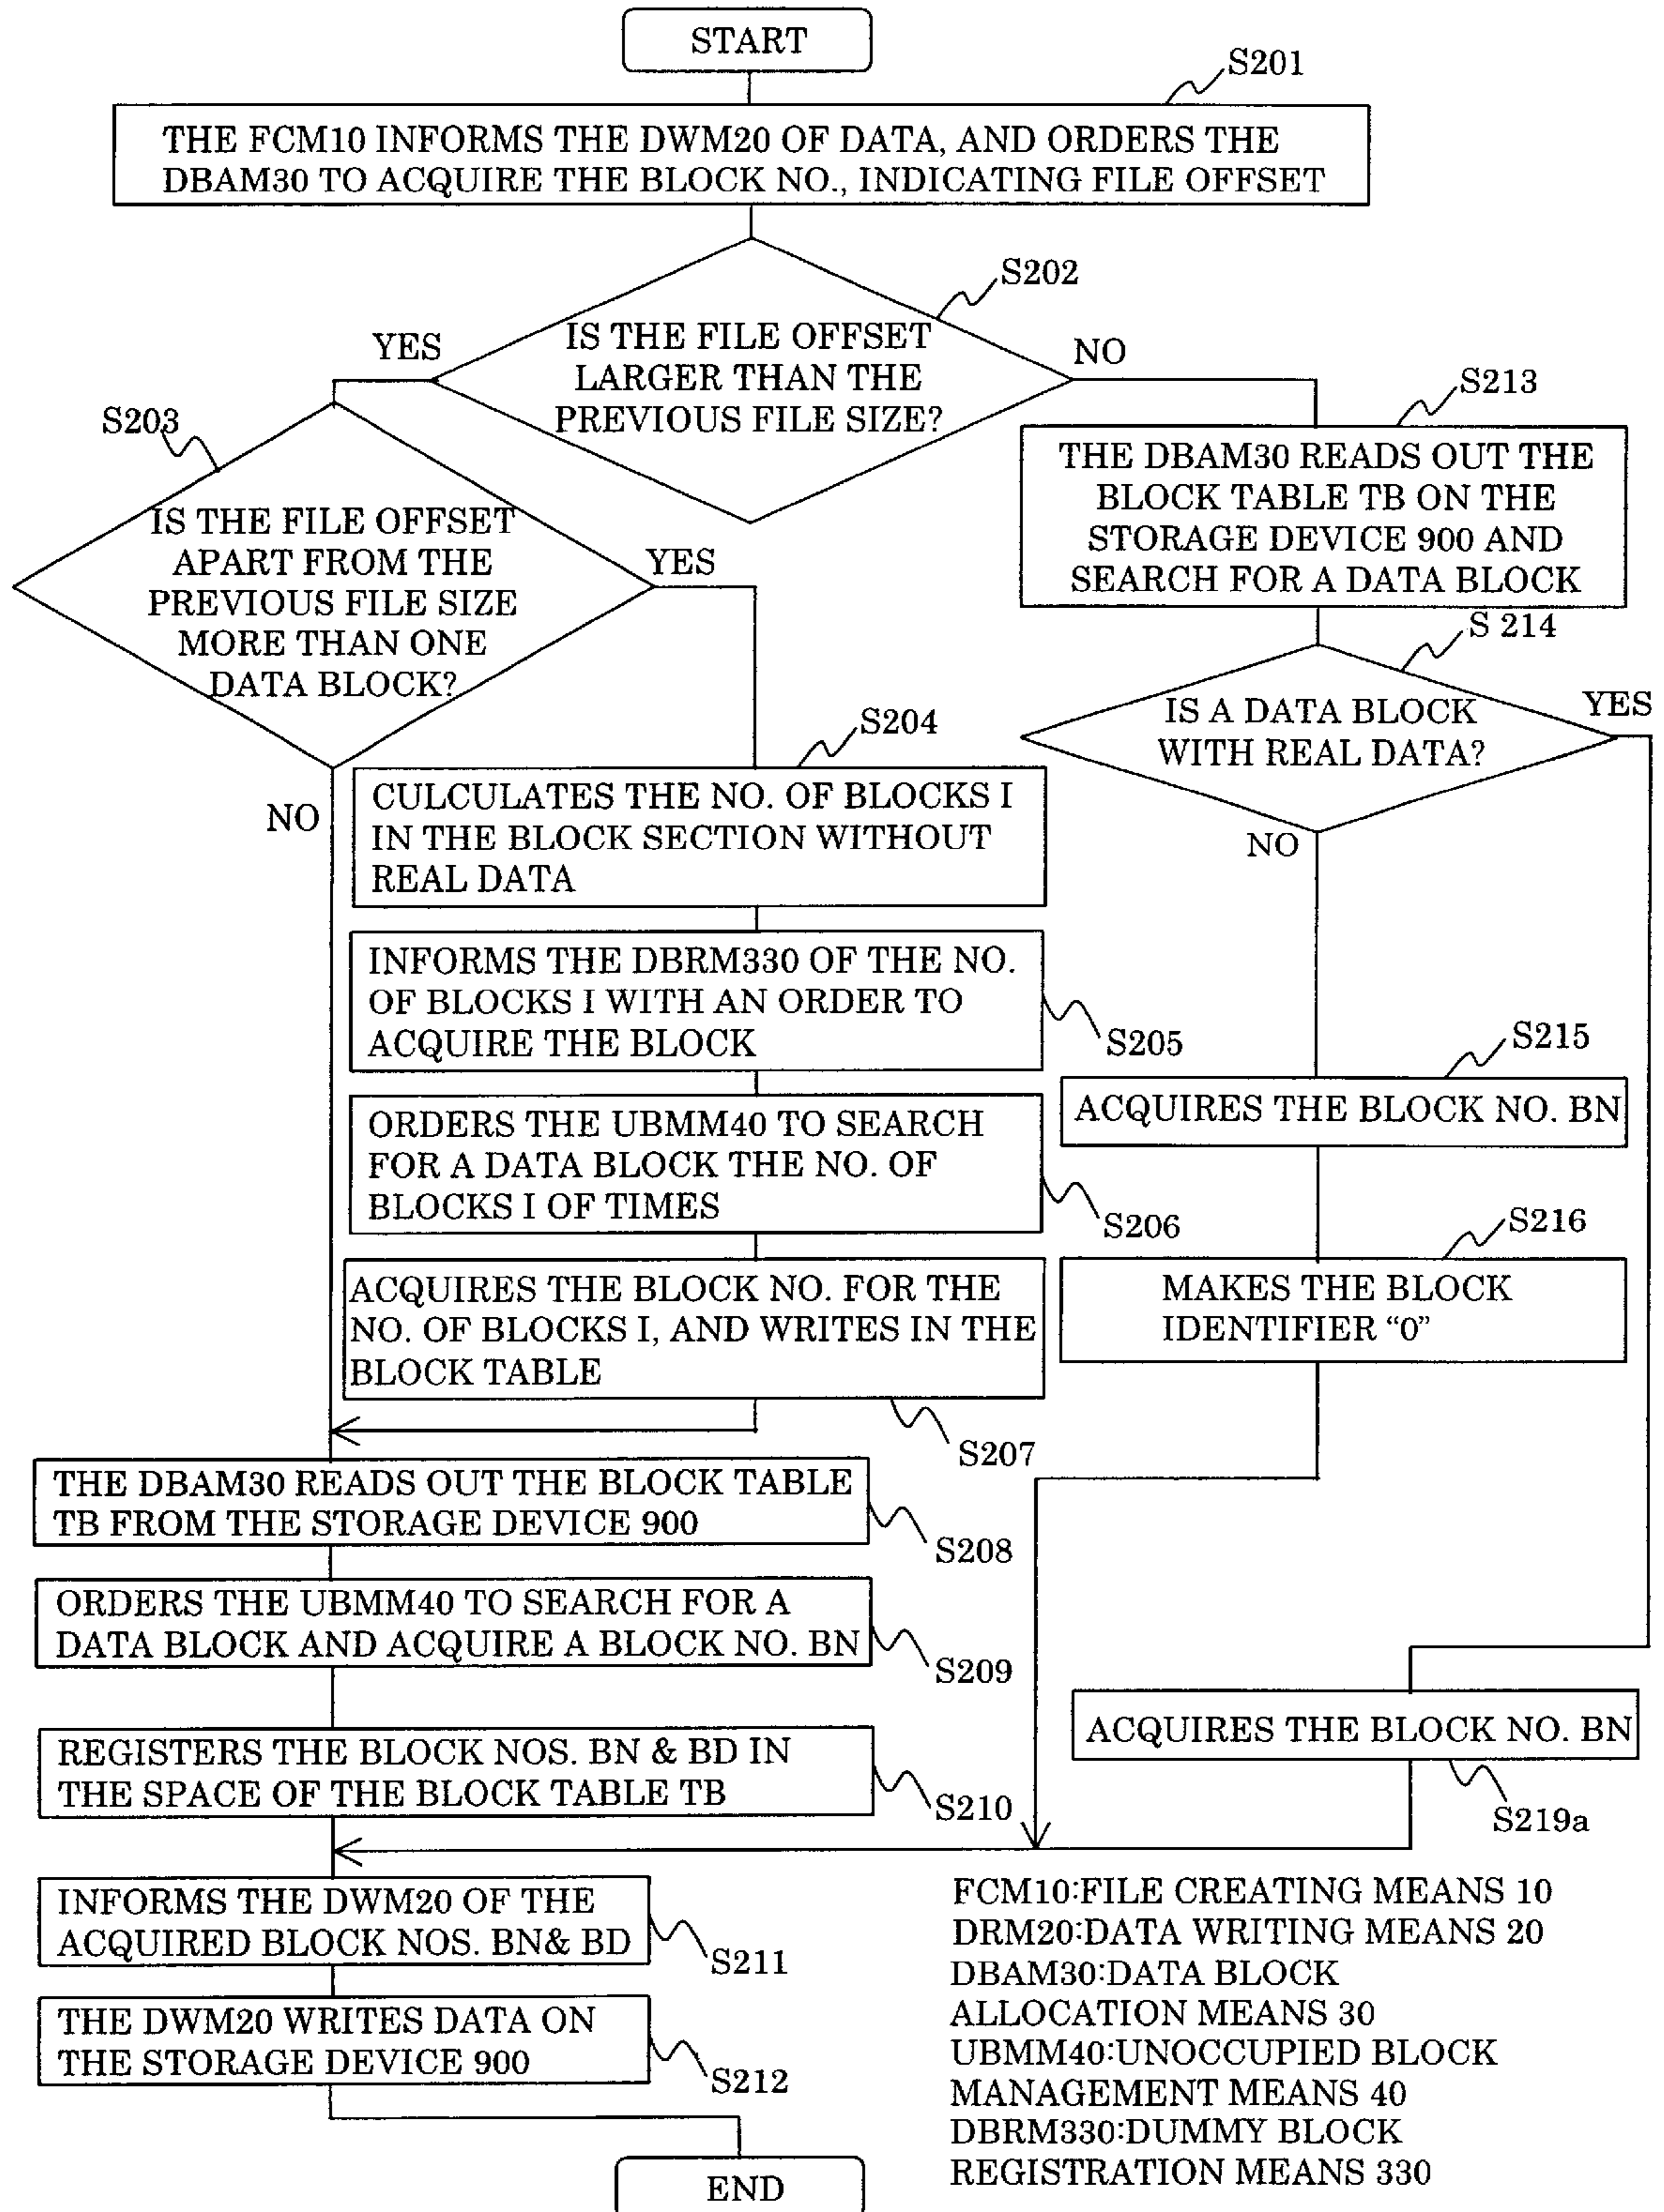 START
S201
THE FCM10 INFORMS THE DWM20 OF DATA, AND ORDERS THE
DBAM30 TO ACQUIRE THE BLOCK NO., INDICATING FILE OFFSET
S202
IS THE FILE OFFSET
LARGER THAN THE
PREVIOUS FILE SIZE?
YES
NO
S203
IS THE FILE OFFSET
APART FROM THE
PREVIOUS FILE SIZE
MORE THAN ONE
DATA BLOCK?
YES
NO
S213
THE DBAM30 READS OUT THE
BLOCK TABLE TB ON THE
STORAGE DEVICE 900 AND
SEARCH FOR A DATA BLOCK
S 214
IS A DATA BLOCK
WITH REAL DATA?
YES
NO
S204
CULCULATES THE NO. OF BLOCKS I
IN THE BLOCK SECTION WITHOUT
REAL DATA
INFORMS THE DBRM330 OF THE NO.
OF BLOCKS I WITH AN ORDER TO
ACQUIRE THE BLOCK
S205
ORDERS THE UBMM40 TO SEARCH
FOR A DATA BLOCK THE NO. OF
BLOCKS I OF TIMES
S206
ACQUIRES THE BLOCK NO. FOR THE
NO. OF BLOCKS I, AND WRITES IN THE
BLOCK TABLE
S207
S215
ACQUIRES THE BLOCK NO. BN
S216
MAKES THE BLOCK
IDENTIFIER “0”
THE DBAM30 READS OUT THE BLOCK TABLE
TB FROM THE STORAGE DEVICE 900
S208
ORDERS THE UBMM40 TO SEARCH FOR A
DATA BLOCK AND ACQUIRE A BLOCK NO. BN
S209
REGISTERS THE BLOCK NOS. BN & BD IN
THE SPACE OF THE BLOCK TABLE TB
S210
ACQUIRES THE BLOCK NO. BN
S219a
INFORMS THE DWM20 OF THE
ACQUIRED BLOCK NOS. BN& BD
S211
THE DWM20 WRITES DATA ON
THE STORAGE DEVICE 900
S212
END
FCM10:FILE CREATING MEANS 10
DRM20:DATA WRITING MEANS 20
DBAM30:DATA BLOCK
ALLOCATION MEANS 30
UBMM40:UNOCCUPIED BLOCK
MANAGEMENT MEANS 40
DBRM330:DUMMY BLOCK
REGISTRATION MEANS 330